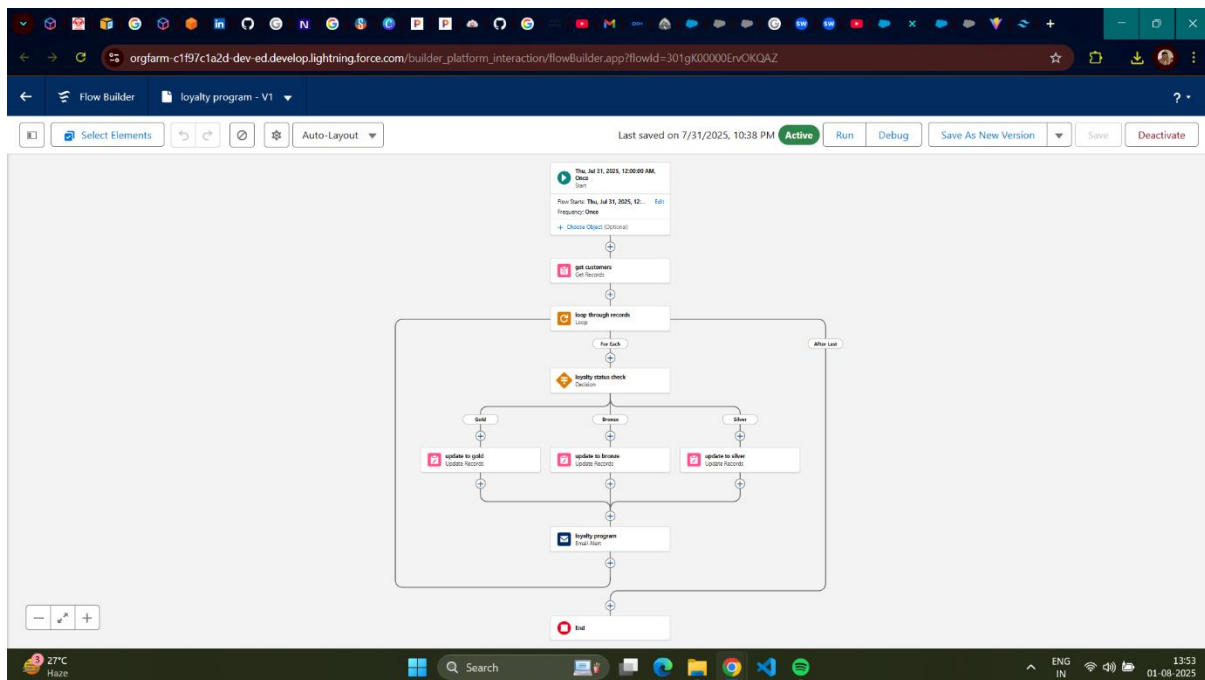 orgfarm-c1f97c1a2d-dev-ed.develop.lightning.force.com/builder_platform_interaction/flowBuilder.app?flowId=301gK00000ErvOKQAZ
Flow Builder
loyalty program - V1
?
Select Elements
Auto-Layout
Last saved on 7/31/2025, 10:38 PM
Active
Run
Debug
Save As New Version
Save
Deactivate
Thu, Jul 31, 2025, 12:00:00 AM,
Once
Start
Flow Starts: Thu, Jul 31, 2025, 12:... Edit
Frequency: Once
+ Choose Object (Optional)
get customers
Get Records
loop through records
Loop
For Each
After Last
loyalty status check
Decision
Gold
Bronze
Silver
update to gold
Update Records
update to bronze
Update Records
update to silver
Update Records
loyalty program
Email Alert
End
3
27°C
Haze
Search
ENG
IN
13:53
01-08-2025